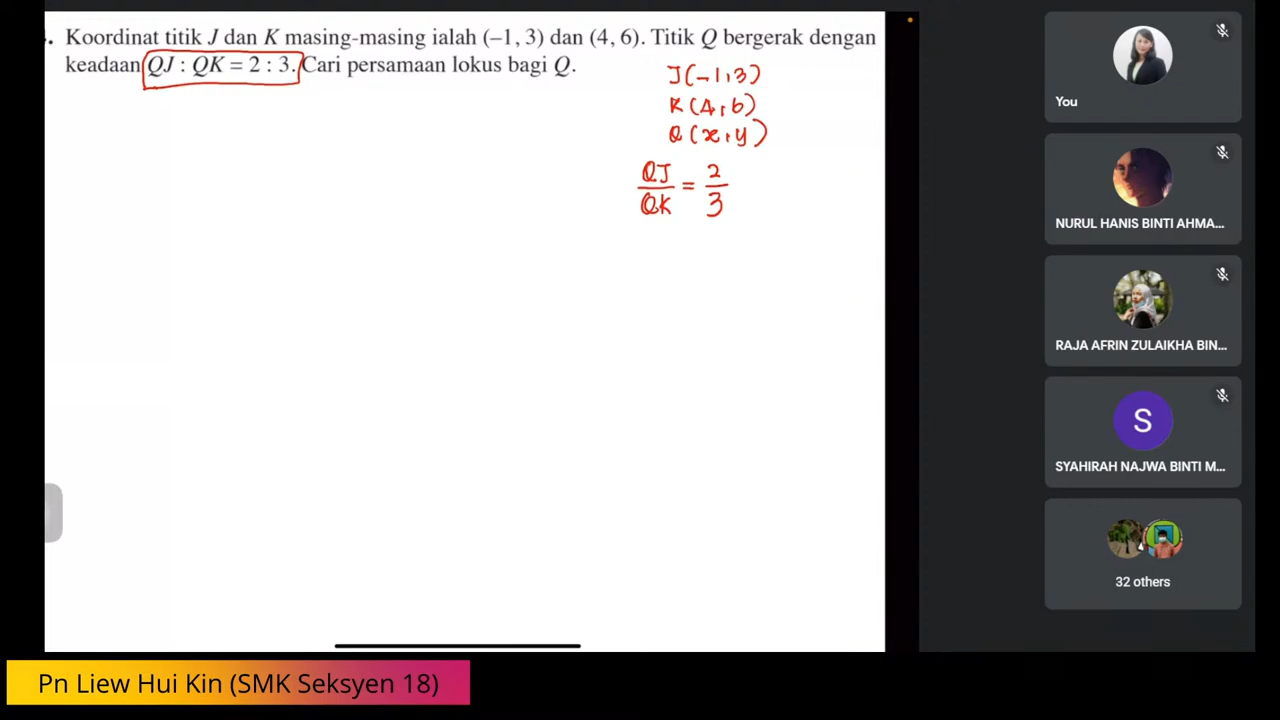 . Koordinat titik J dan K masing-masing ialah (–1, 3) dan (4, 6). Titik Q bergerak dengan
keadaan QJ : QK = 2 : 3. Cari persamaan lokus bagi Q.
J(-1,3)
K(4,6)
Q(x,y)
QJ/QK = 2/3
You
NURUL HANIS BINTI AHMA...
RAJA AFRIN ZULAIKHA BIN...
S
SYAHIRAH NAJWA BINTI M...
32 others
Pn Liew Hui Kin (SMK Seksyen 18)